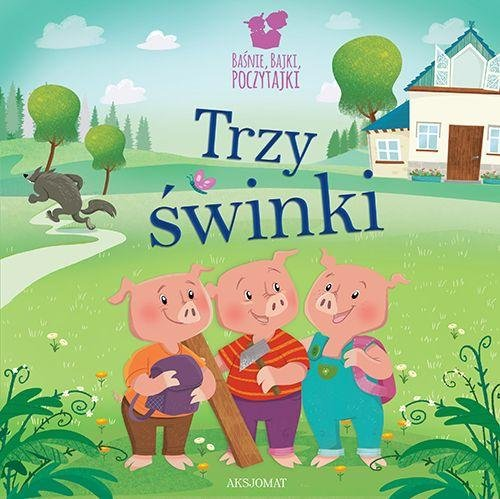 Baśnie, Bajki,
Poczytajki
Trzy
świnki
AKSJOMAT